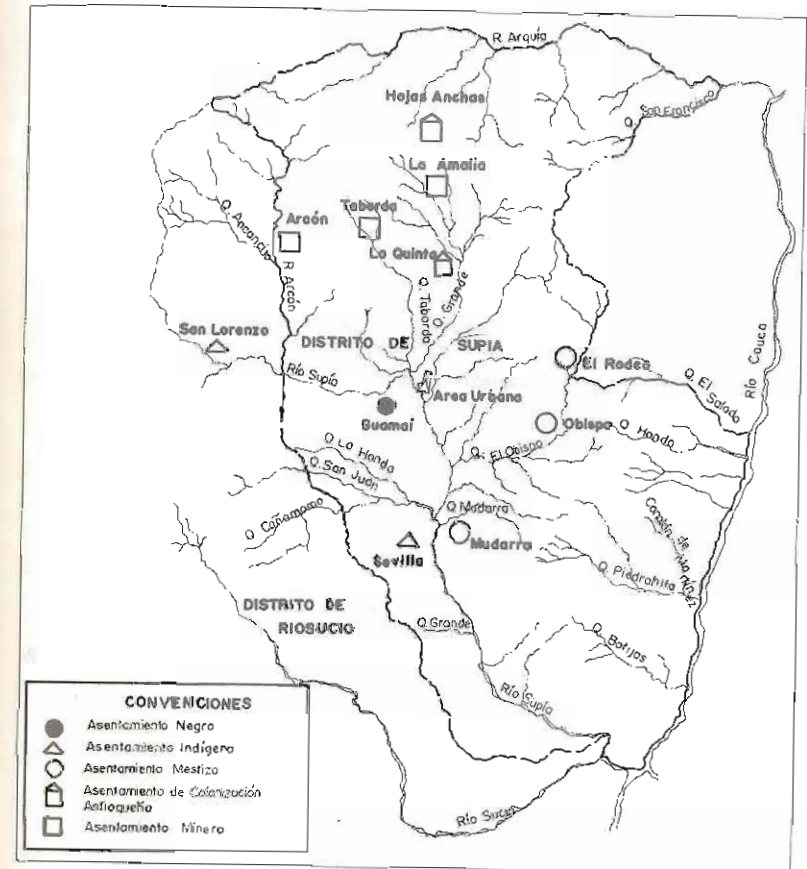 R. Arquía
Hojas Anchas
Q. San Francisco
La Amalia
Taborda
Q. Ancancito
Arcón
La Quinta
R. Arcón
Q. Taborda
Q. Grande
San Lorenzo
DISTRITO DE SUPIA
Río Cauca
El Rodeo
Río Supía
Q. El Salado
Area Urbana
Guamal
Obispo
Q. Honda
Q. La Honda
Q. El Obispo
Q. San Juán
Q. Cañamomo
Q. Mudarra
Sevilla
Mudarra
Q. Piedrahita
DISTRITO DE
RIOSUCIO
Q. Grande
Q. Botijas
Río Supía
Río Sucio
CONVENCIONES
Asentamiento Negro
Asentamiento Indígena
Asentamiento Mestizo
Asentamiento de Colonización
Antioqueña
Asentamiento Minero